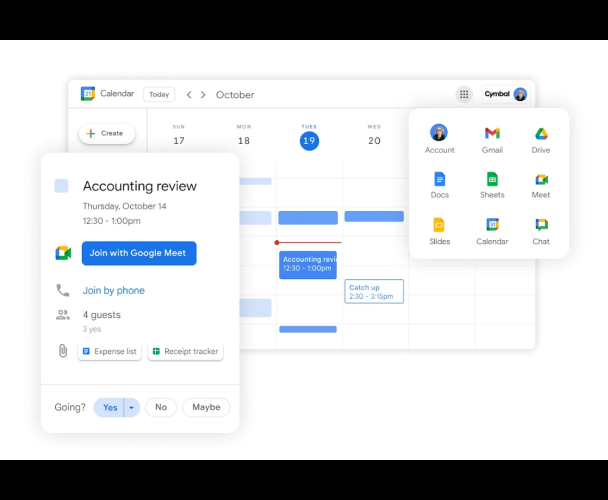 Calendar
Today
October
Cymbal
Create
SUN
MON
TUES
WED
17
18
19
20
Account
Gmail
Drive
Docs
Sheets
Meet
Slides
Calendar
Chat
31
31
Accounting revi
12:30 - 1:00pm
Catch up
2:30 - 3:15pm
Accounting review
Thursday, October 14
12:30 - 1:00pm
Join with Google Meet
Join by phone
4 guests
3 yes
Expense list
Receipt tracker
Going?
Yes
No
Maybe